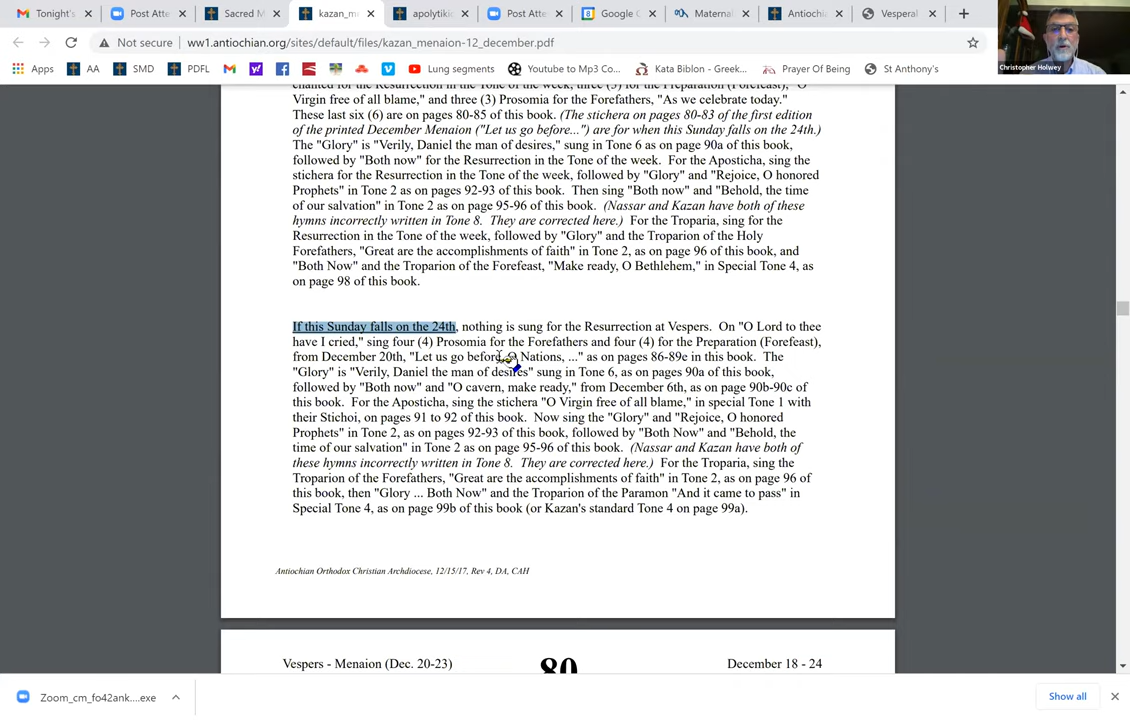 Tonight's
Post Atte
Sacred M
kazan_m
apolytikie
Post Atte
Google C
Maternal
Antiochi
Vesperal
Not secure
ww1.antiochian.org/sites/default/files/kazan_menaion-12_december.pdf
Christopher Holwey
Apps
AA
SMD
PDFL
Lung segments
Youtube to Mp3 Co...
Kata Biblon - Greek...
Prayer Of Being
St Anthony's
Virgin free of all blame," and three (3) Prosomia for the Forefathers, "As we celebrate today."
These last six (6) are on pages 80-85 of this book. (The stichera on pages 80-83 of the first edition
of the printed December Menaion ("Let us go before...") are for when this Sunday falls on the 24th.)
The "Glory" is "Verily, Daniel the man of desires," sung in Tone 6 as on page 90a of this book,
followed by "Both now" for the Resurrection in the Tone of the week. For the Aposticha, sing the
stichera for the Resurrection in the Tone of the week, followed by "Glory" and "Rejoice, O honored
Prophets" in Tone 2 as on pages 92-93 of this book. Then sing "Both now" and "Behold, the time
of our salvation" in Tone 2 as on page 95-96 of this book. (Nassar and Kazan have both of these
hymns incorrectly written in Tone 8. They are corrected here.) For the Troparia, sing for the
Resurrection in the Tone of the week, followed by "Glory" and the Troparion of the Holy
Forefathers, "Great are the accomplishments of faith" in Tone 2, as on page 96 of this book, and
"Both Now" and the Troparion of the Forefeast, "Make ready, O Bethlehem," in Special Tone 4, as
on page 98 of this book.
If this Sunday falls on the 24th, nothing is sung for the Resurrection at Vespers. On "O Lord to thee
have I cried," sing four (4) Prosomia for the Forefathers and four (4) for the Preparation (Forefeast),
from December 20th, "Let us go before, O Nations, ..." as on pages 86-89e in this book. The
"Glory" is "Verily, Daniel the man of desires" sung in Tone 6, as on pages 90a of this book,
followed by "Both now" and "O cavern, make ready," from December 6th, as on page 90b-90c of
this book. For the Aposticha, sing the stichera "O Virgin free of all blame," in special Tone 1 with
their Stichoi, on pages 91 to 92 of this book. Now sing the "Glory" and "Rejoice, O honored
Prophets" in Tone 2, as on pages 92-93 of this book, followed by "Both Now" and "Behold, the
time of our salvation" in Tone 2 as on page 95-96 of this book. (Nassar and Kazan have both of
these hymns incorrectly written in Tone 8. They are corrected here.) For the Troparia, sing the
Troparion of the Forefathers, "Great are the accomplishments of faith" in Tone 2, as on page 96 of
this book, then "Glory ... Both Now" and the Troparion of the Paramon "And it came to pass" in
Special Tone 4, as on page 99b of this book (or Kazan's standard Tone 4 on page 99a).
Antiochian Orthodox Christian Archdiocese, 12/15/17, Rev 4, DA, CAH
Vespers - Menaion (Dec. 20-23)
80
December 18 - 24
Zoom_cm_fo42ank....exe
Show all